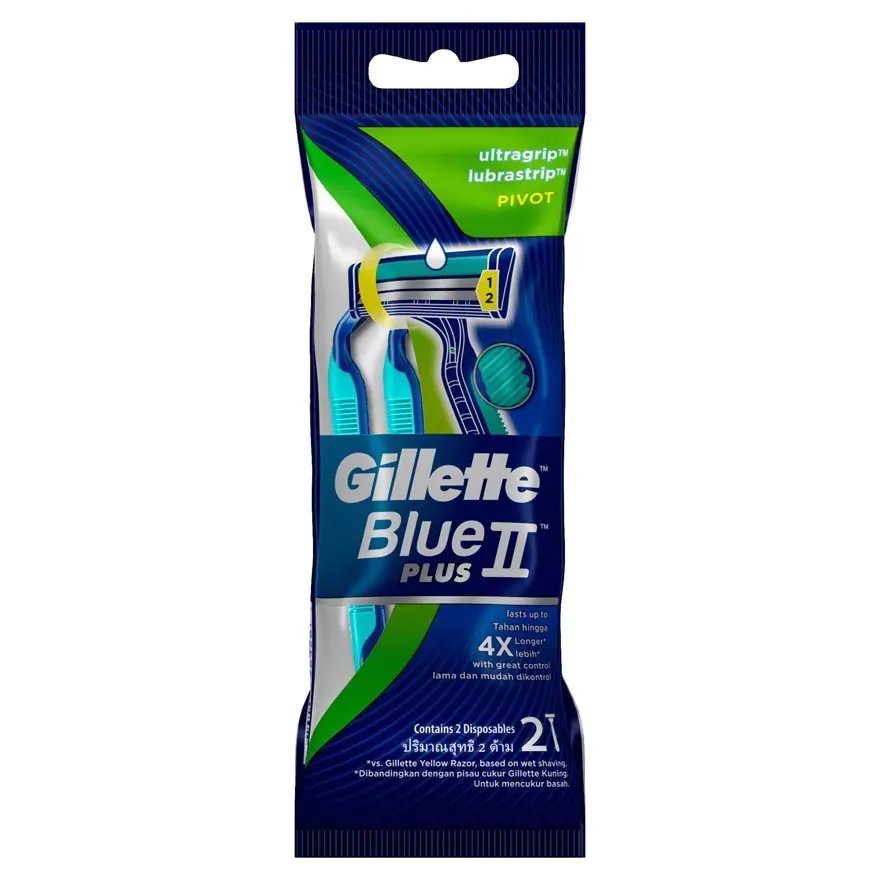 ultragrip™
lubrastrip™
PIVOT
1
2
Gillette™
Blue II™
PLUS
lasts up to
Tahan hingga
4X Longer*
lebih*
with great control
lama dan mudah dikontrol
Contains 2 Disposables
ปริมาณสุทธิ 2 ด้าม
2
*vs. Gillette Yellow Razor, based on wet shaving.
*Dibandingkan dengan pisau cukur Gillette Kuning.
Untuk mencukur basah.